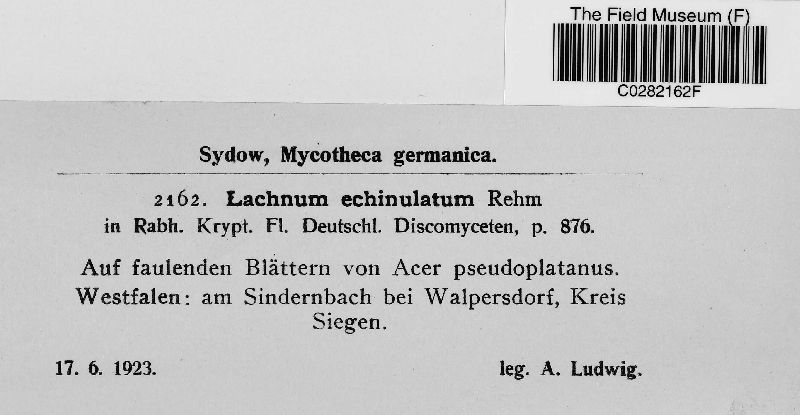 The Field Museum (F)
C0282162F
Sydow, Mycotheca germanica.
2162. Lachnum echinulatum Rehm
in Rabh. Krypt. Fl. Deutschl. Discomyceten, p. 876.
Auf faulenden Blättern von Acer pseudoplatanus.
Westfalen: am Sindernbach bei Walpersdorf, Kreis
Siegen.
17. 6. 1923. leg. A. Ludwig.